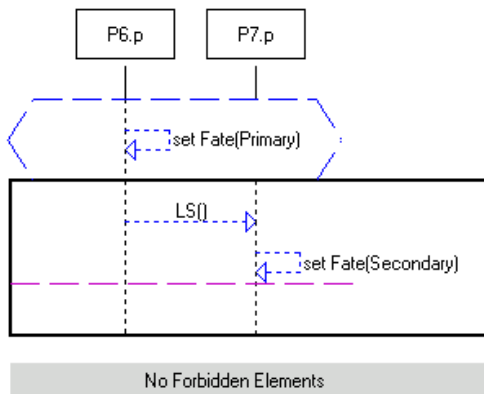 P6.p P7.p
set Fate(Primary)
LS()
set Fate(Secondary)
No Forbidden Elements